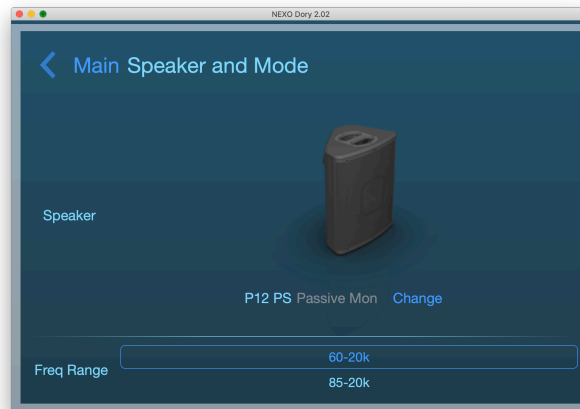 NEXO Dory 2.02
Main Speaker and Mode
Speaker
P12 PS Passive Mon Change
Freq Range
60-20k
85-20k